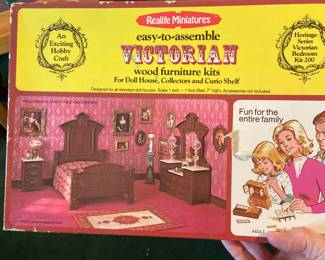 Realife Miniatures
An
Exciting
Hobby
Craft
easy-to-assemble
VICTORIAN
wood furniture kits
For Doll House, Collectors and Curio Shelf
Designed for all standard doll houses. Scale 1 inch – 1 foot (Bed, 7" High). Accessories not included.
Heritage
Series
Victorian
Bedroom
Kit 200
Fun for the
entire family
ADULT